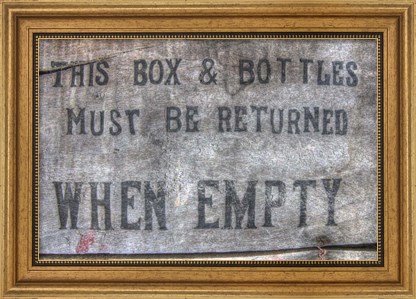 THIS BOX & BOTTLES
MUST BE RETURNED
WHEN EMPTY